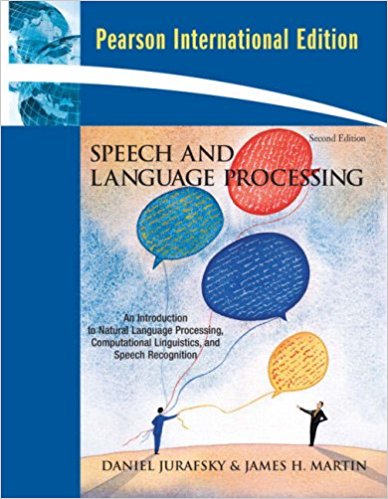 Pearson International Edition
Second Edition
SPEECH AND
LANGUAGE PROCESSING
An Introduction
to Natural Language Processing,
Computational Linguistics, and
Speech Recognition
DANIEL JURAFSKY & JAMES H. MARTIN